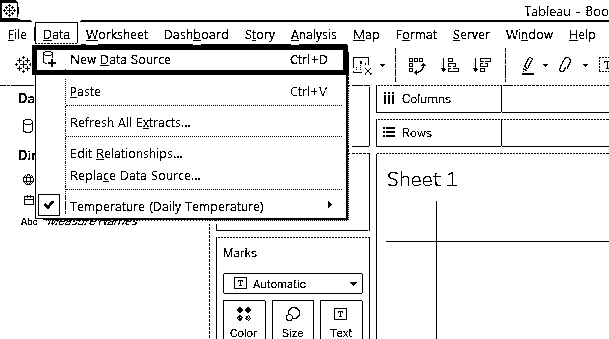 Tableau - Boo
File Data Worksheet Dashboard Story Analysis Map Format Server Window Help
New Data Source Ctrl+D
Paste Ctrl+V
Refresh All Extracts...
Edit Relationships...
Replace Data Source...
Temperature (Daily Temperature)
Da
Di
Abc Measure Names
Columns
Rows
Sheet 1
Marks
Automatic
Color Size Text